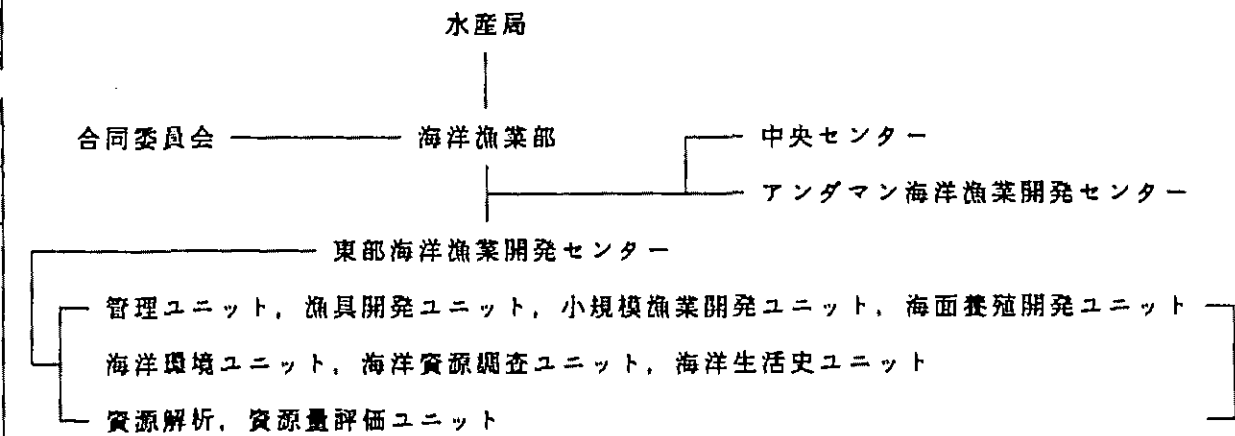 水産局
合同委員会 海洋漁業部 中央センター
アンダマン海洋漁業開発センター
東部海洋漁業開発センター
管理ユニット, 漁具開発ユニット, 小規模漁業開発ユニット, 海面養殖開発ユニット
海洋環境ユニット, 海洋資源調査ユニット, 海洋生活史ユニット
資源解析, 資源量評価ユニット